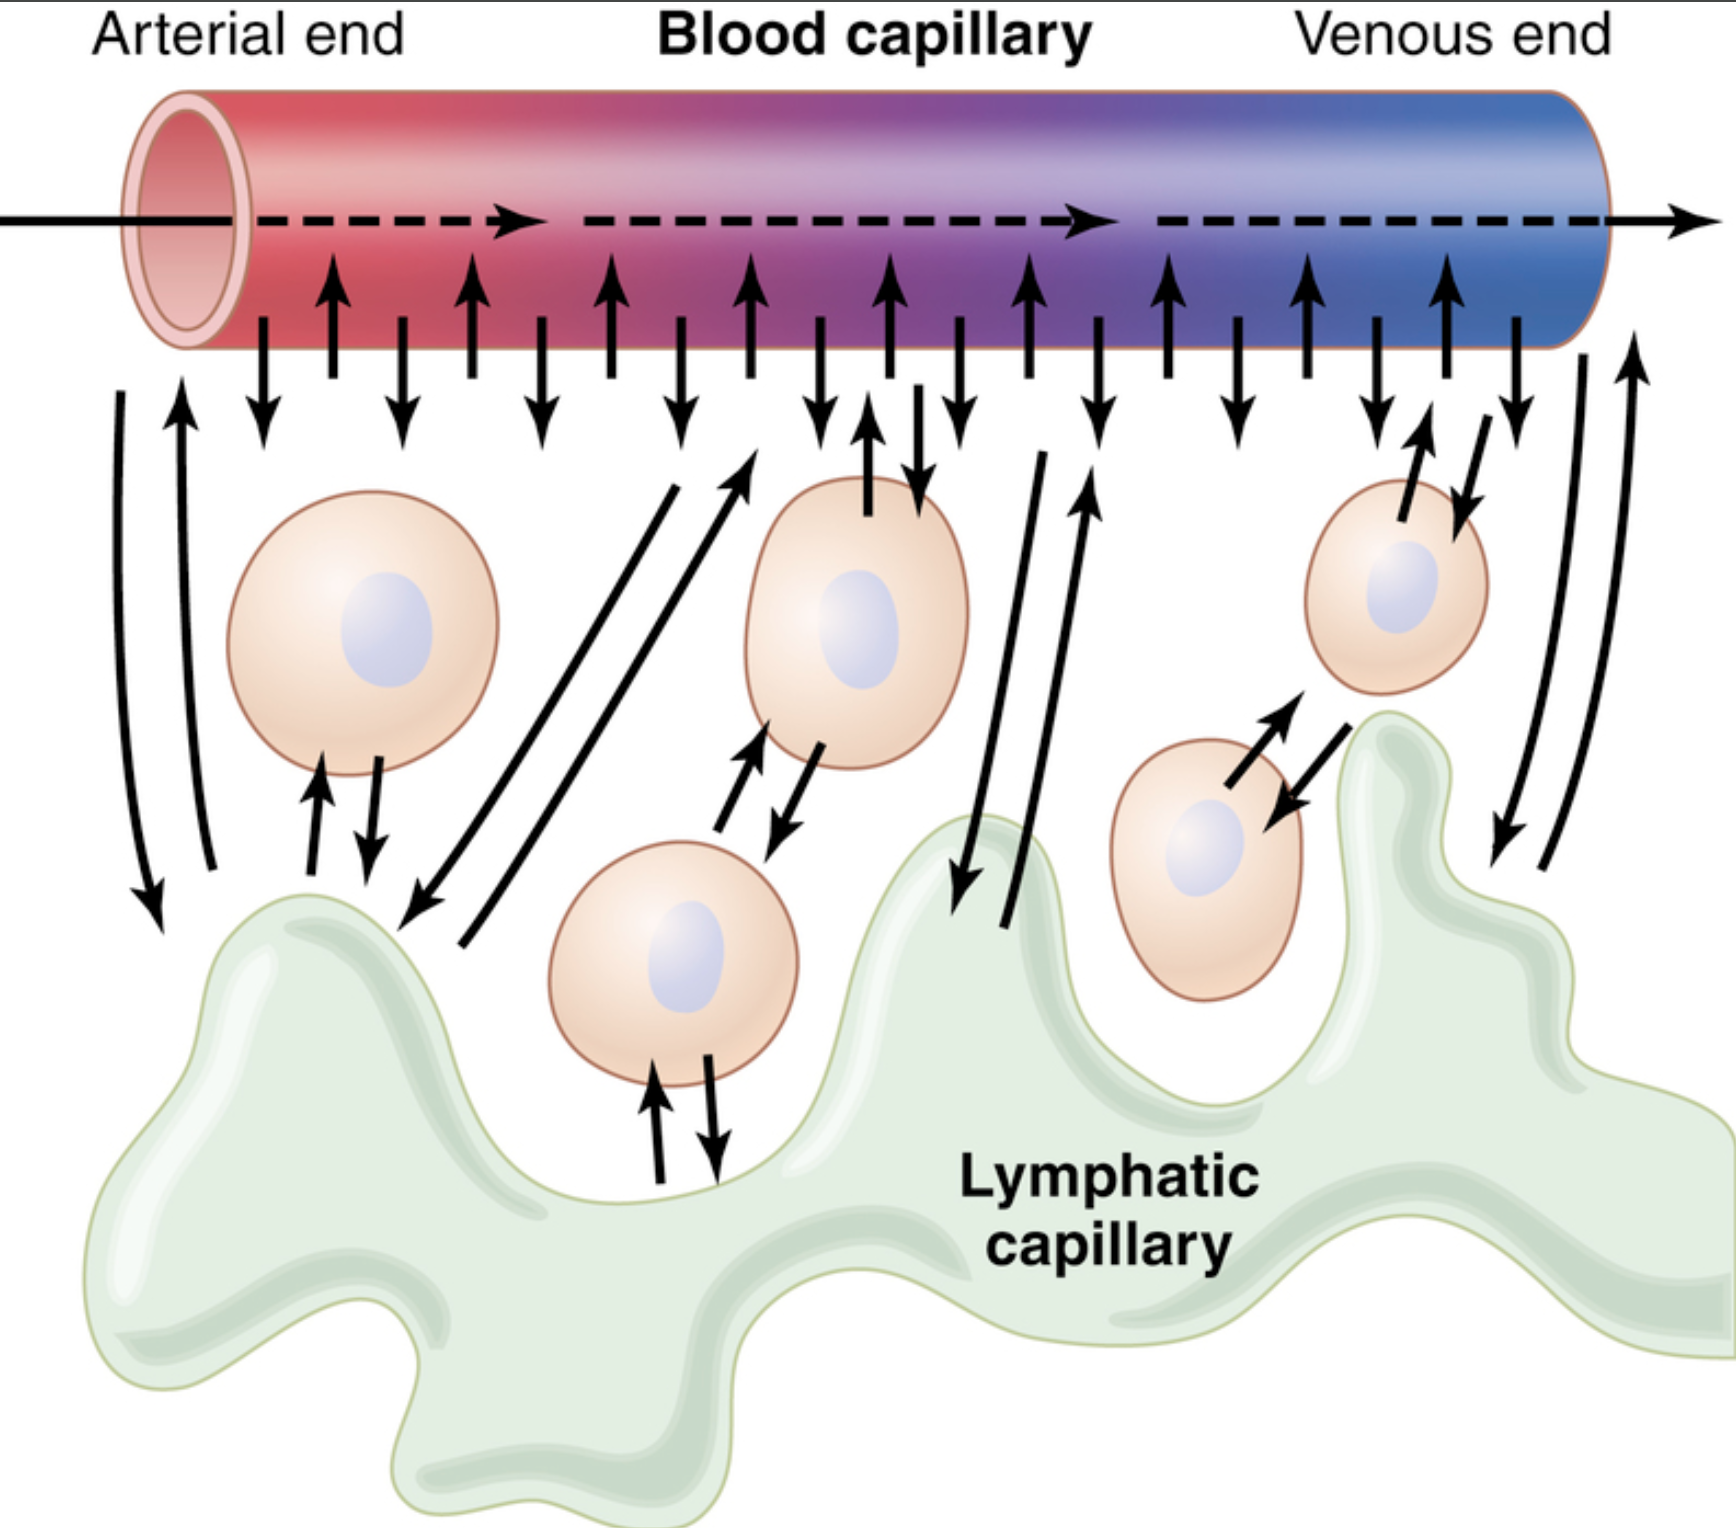 Arterial end
Blood capillary
Venous end
Lymphatic
capillary